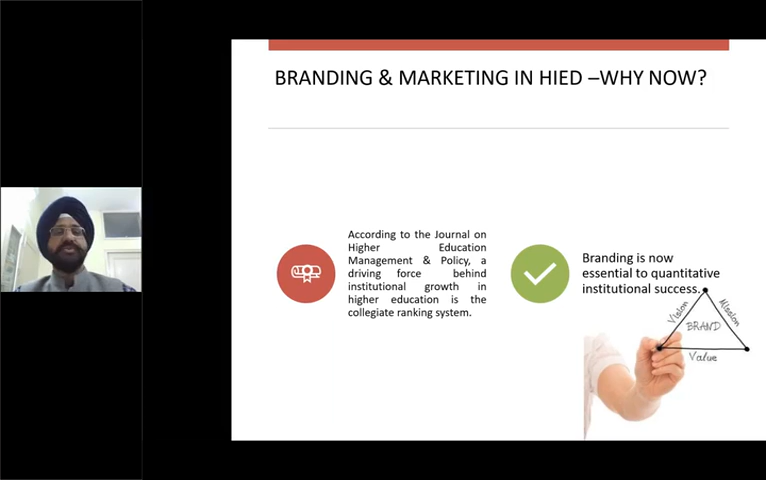 BRANDING & MARKETING IN HIED –WHY NOW?
According to the Journal on
Higher Education
Management & Policy, a
driving force behind
institutional growth in
higher education is the
collegiate ranking system.
Branding is now
essential to quantitative
institutional success.
Vision
Mission
BRAND
Value